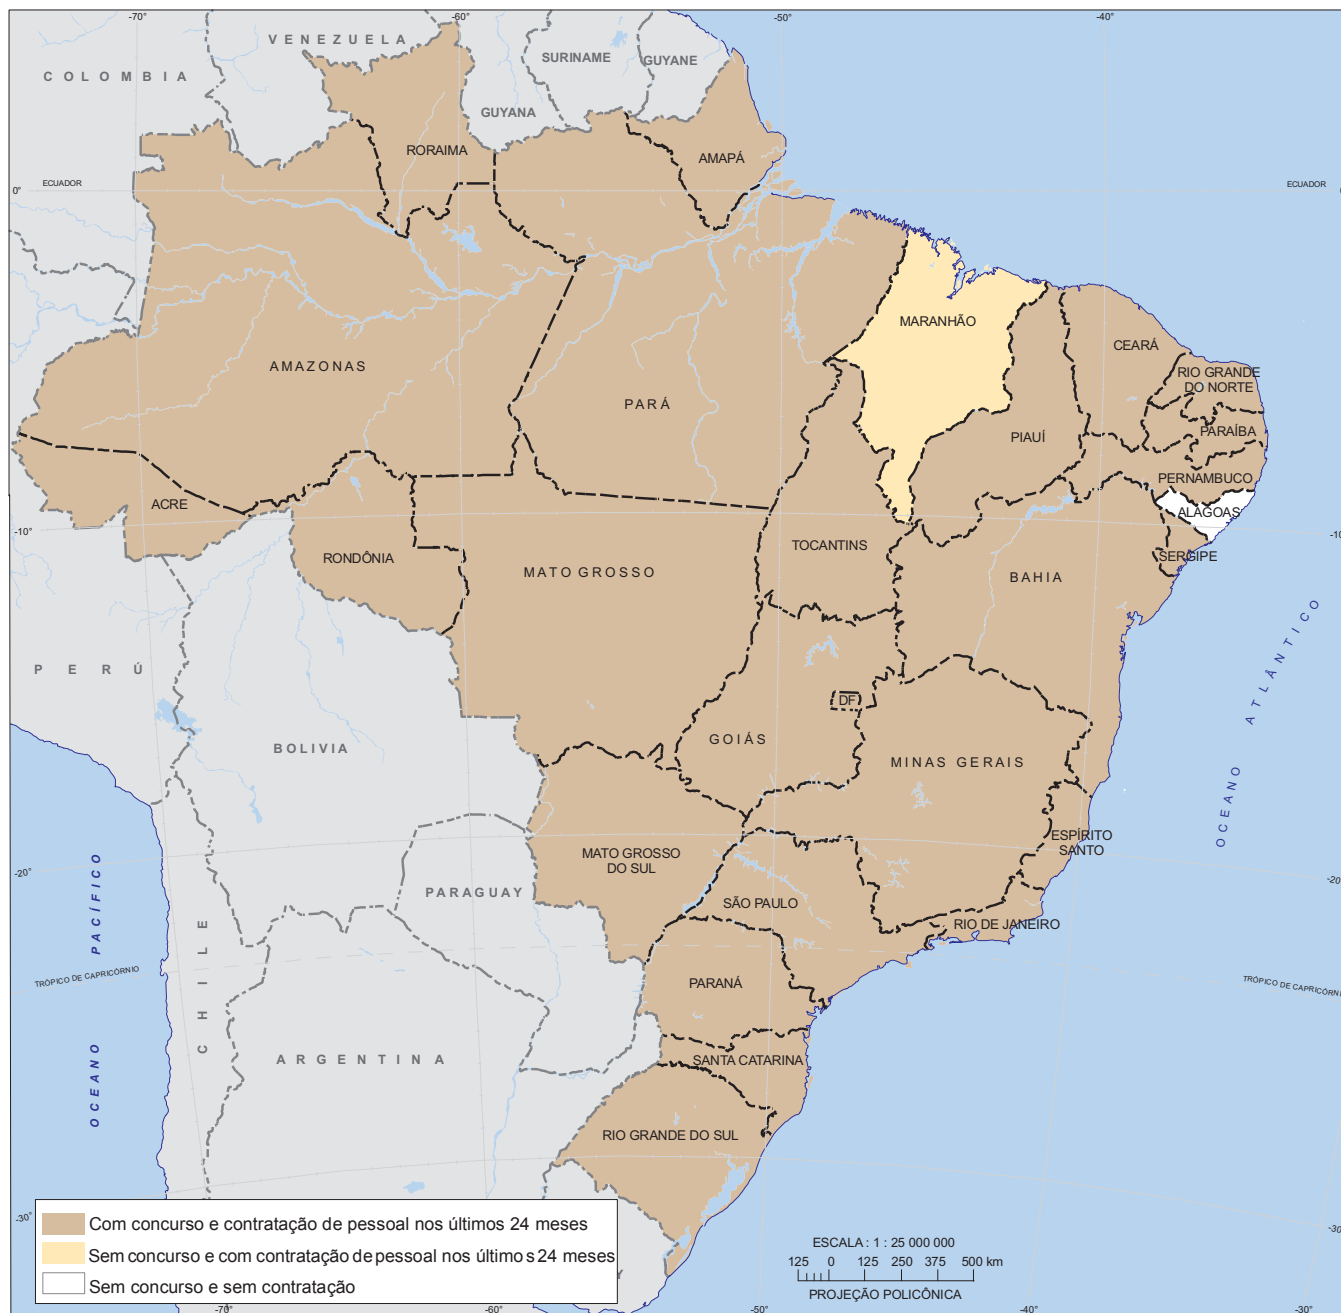 -70°
-60°
-50°
-40°
VENEZUELA
SURINAME
GUYANE
COLOMBIA
GUYANA
RORAIMA
AMAPÁ
ECUADOR
ECUADOR
0°
MARANHÃO
CEARÁ
AMAZONAS
RIO GRANDE
DO NORTE
PARÁ
PIAUÍ
PARAÍBA
PERNAMBUCO
ACRE
ALAGOAS
-10°
-10
TOCANTINS
RONDÔNIA
MATO GROSSO
BAHIA
SERGIPE
PERÚ
OCEANO ATLÂNTICO
DF
GOIÁS
BOLIVIA
MINAS GERAIS
ESPÍRITO
SANTO
MATO GROSSO
DO SUL
-20°
-20
PARAGUAY
SÃO PAULO
RIO DE JANEIRO
OCEANO PACÍFICO
CHILE
TRÓPICO DE CAPRICÓRNIO
TRÓPICO DE CAPRICÓRNI
PARANÁ
ARGENTINA
SANTA CATARINA
RIO GRANDE DO SUL
-30°
-30
Com concurso e contratação de pessoal nos últimos 24 meses
Sem concurso e com contratação de pessoal nos últimos 24 meses
Sem concurso e sem contratação
Y
ESCALA : 1 : 25 000 000
125 0 125 250 375 500 km
PROJEÇÃO POLICÔNICA
-70°
-60°
-50°
-40°
-30°